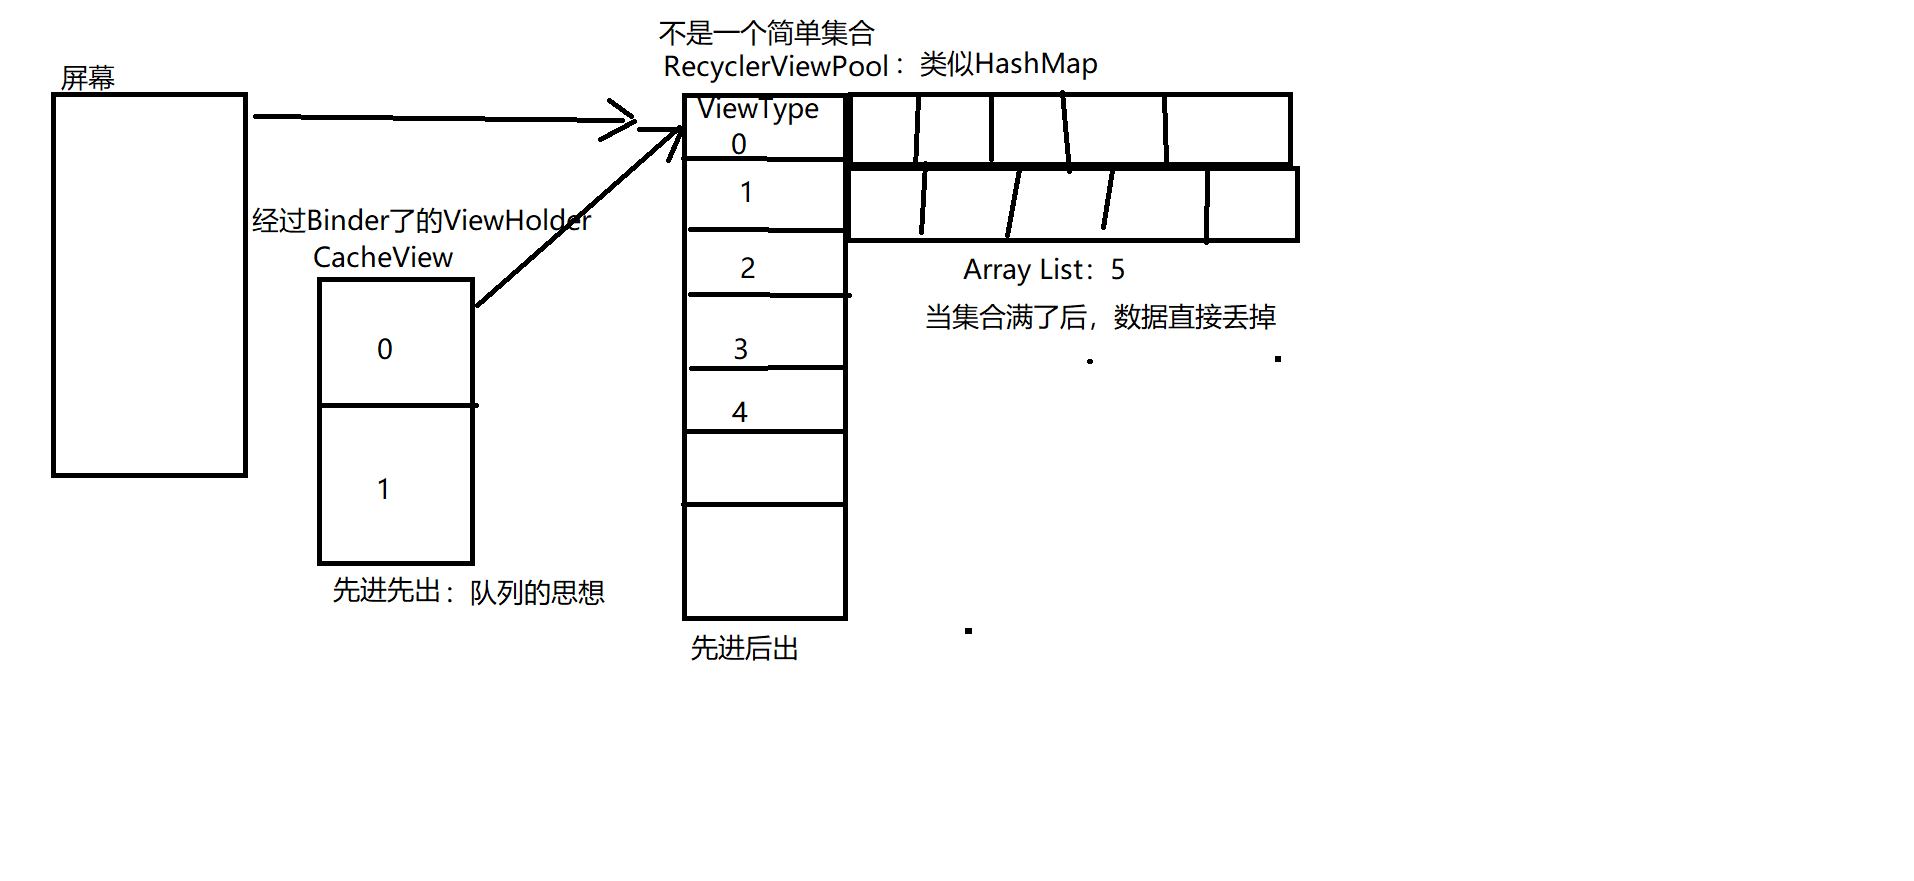 不是一个简单集合
RecyclerViewPool：类似HashMap
屏幕
ViewType
0
1
2
3
4
经过Binder了的ViewHolder
CacheView
0
1
先进先出：队列的思想
Array List：5
当集合满了后，数据直接丢掉
先进后出